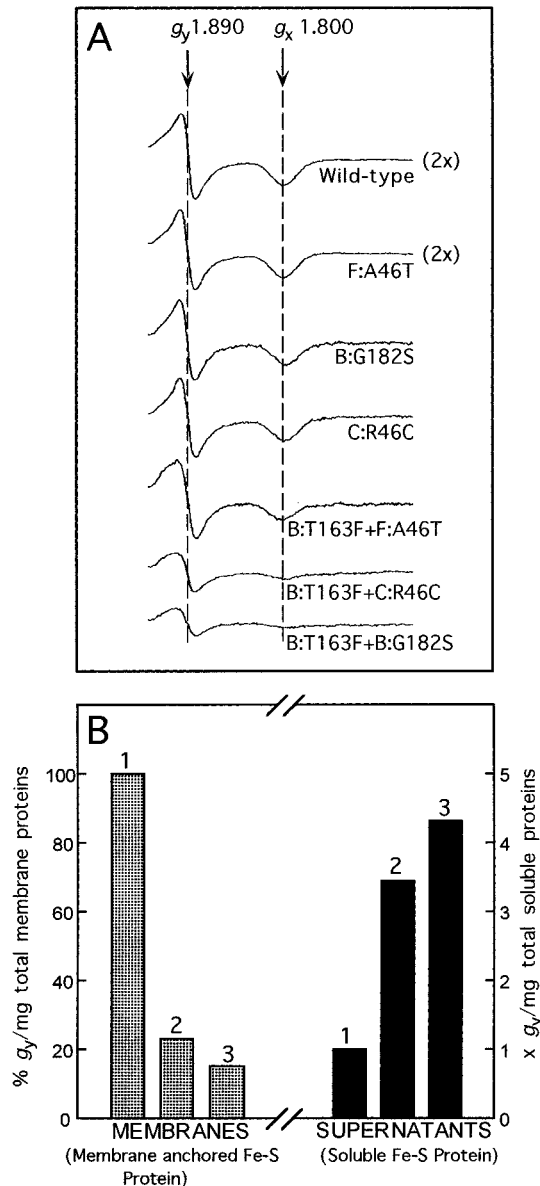 A
gy 1.890 gx 1.800
(2x)
Wild-type
(2x)
F:A46T
B:G182S
C:R46C
B:T163F+F:A46T
B:T163F+C:R46C
B:T163F+B:G182S
B
% gy/mg total membrane proteins
100
80
60
40
20
0
1
2
3
1
2
3
5
4
3
2
1
0
x gy/mg total soluble proteins
MEMBRANES
(Membrane anchored Fe-S
Protein)
SUPERNATANTS
(Soluble Fe-S Protein)